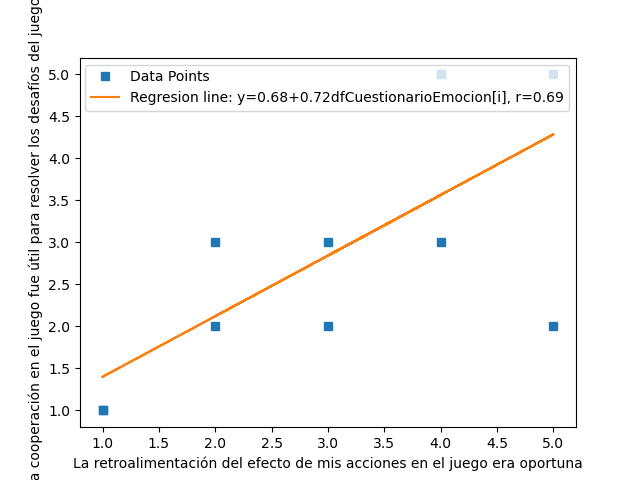 a cooperación en el juego fue útil para resolver los desafíos del juego
Data Points
Regresion line: y=0.68+0.72dfCuestionarioEmocion[i], r=0.69
5.0
4.5
4.0
3.5
3.0
2.5
2.0
1.5
1.0
1.0 1.5 2.0 2.5 3.0 3.5 4.0 4.5 5.0
La retroalimentación del efecto de mis acciones en el juego era oportuna